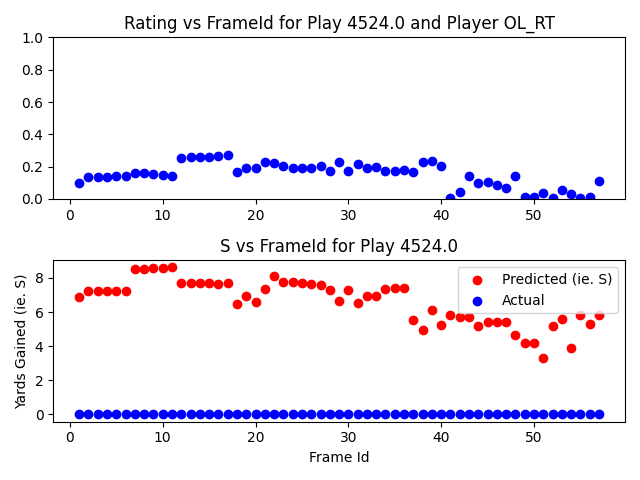 Rating vs FrameId for Play 4524.0 and Player OL_RT
1.0
0.8
0.6
0.4
0.2
0.0
0 10 20 30 40 50
S vs FrameId for Play 4524.0
Yards Gained (ie. S)
8
6
4
2
0
Predicted (ie. S)
Actual
0 10 20 30 40 50
Frame Id